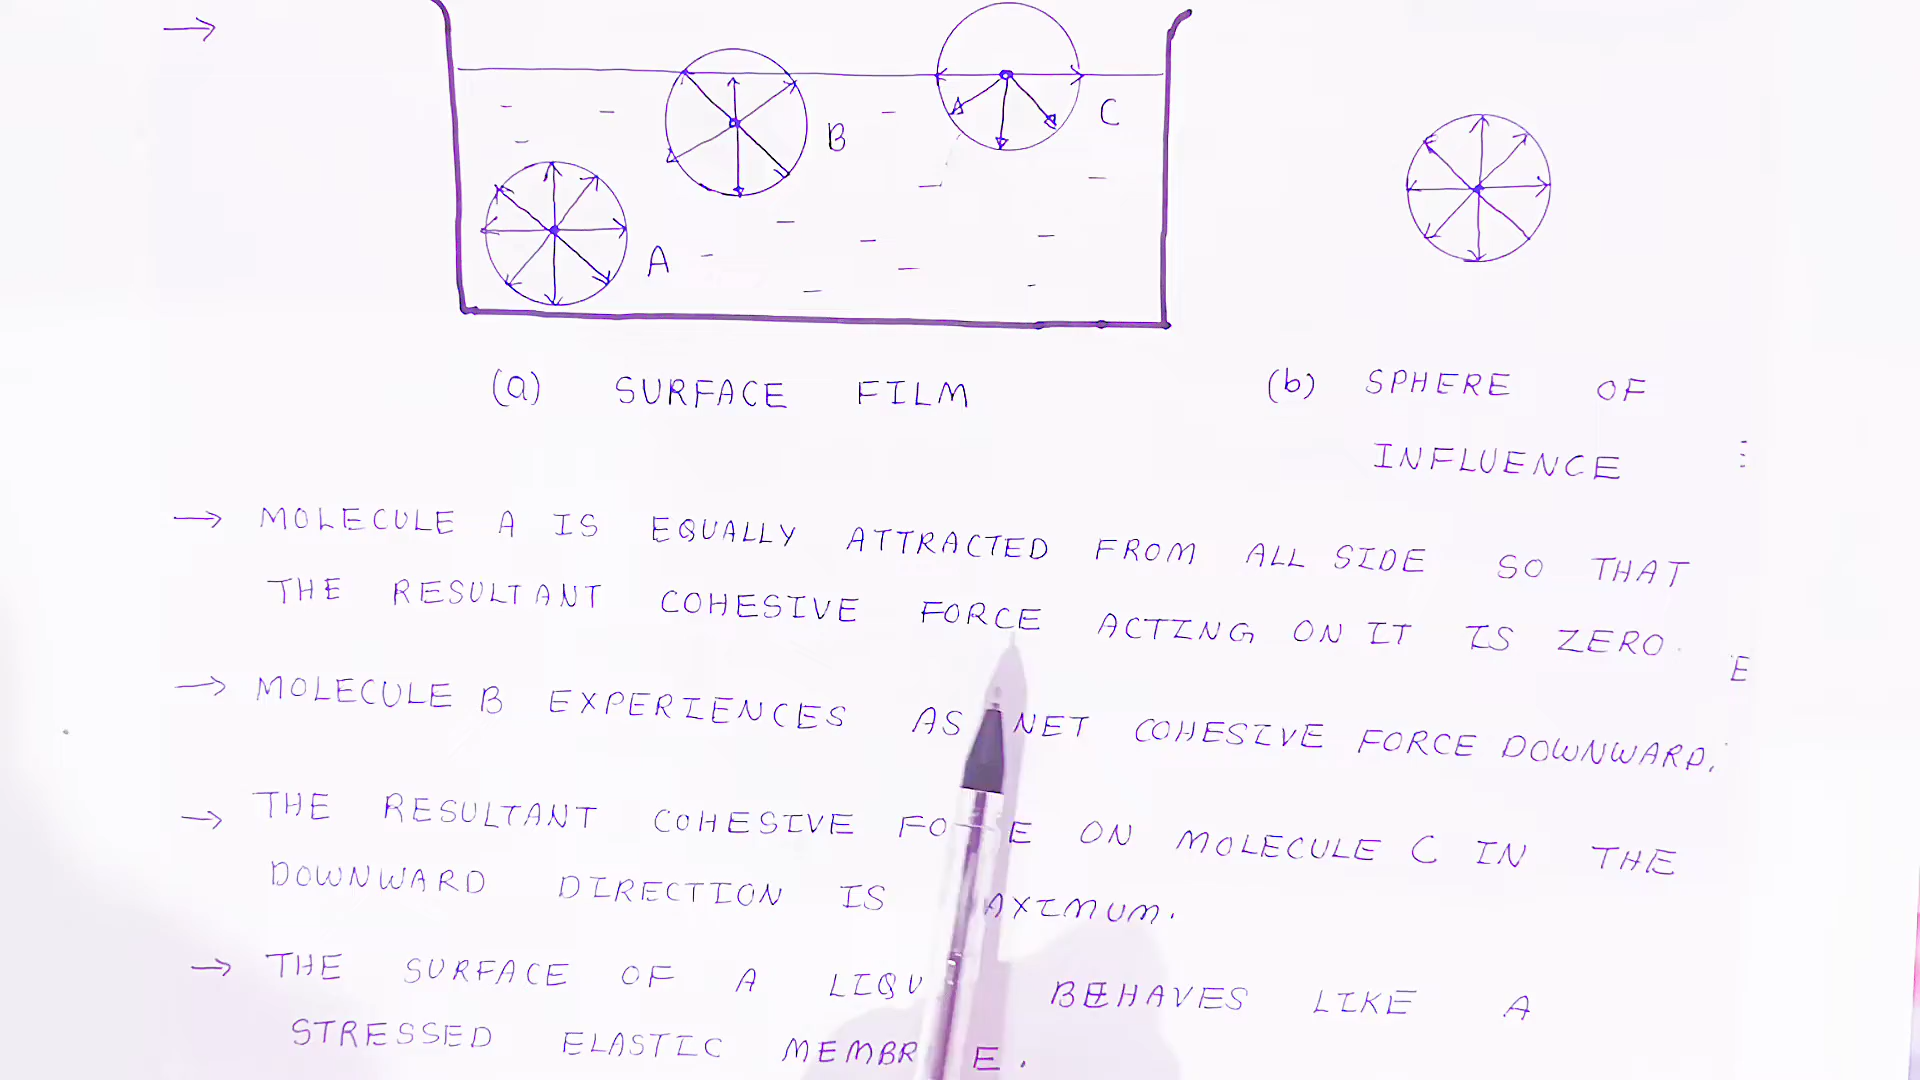 B
C
A
(a) SURFACE FILM
(b) SPHERE OF
INFLUENCE
→ MOLECULE A IS EQUALLY ATTRACTED FROM ALL SIDE SO THAT
THE RESULTANT COHESIVE FORCE ACTING ON IT IS ZERO.
E
→ MOLECULE B EXPERIENCES AS NET COHESIVE FORCE DOWNWARD.
→ THE RESULTANT COHESIVE ON MOLECULE C IN THE
DOWNWARD DIRECTION IS
→ THE SURFACE OF A BEHAVES LIKE A
STRESSED ELASTIC